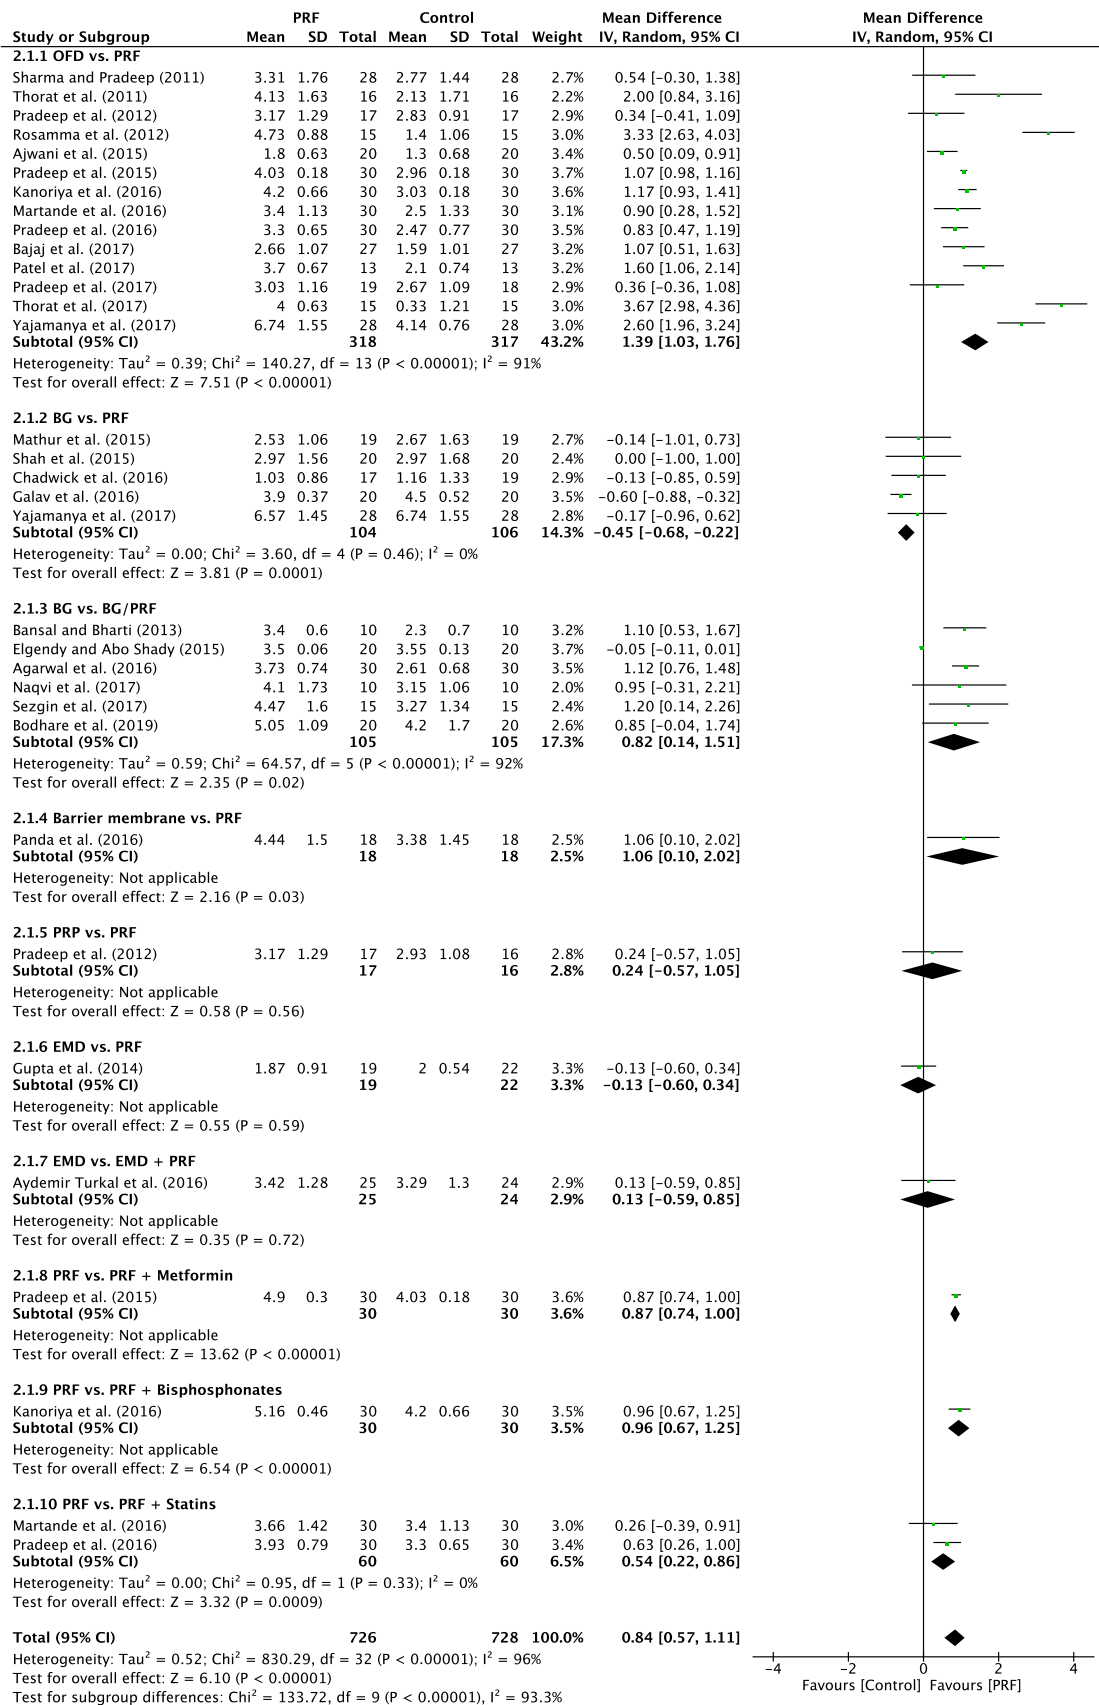 PRF Control Mean Difference Mean Difference
Study or Subgroup Mean SD Total Mean SD Total Weight IV, Random, 95% CI IV, Random, 95% CI
2.1.1 OFD vs. PRF
Sharma and Pradeep (2011) 3.31 1.76 28 2.77 1.44 28 2.7% 0.54 [−0.30, 1.38]
Thorat et al. (2011) 4.13 1.63 16 2.13 1.71 16 2.2% 2.00 [0.84, 3.16]
Pradeep et al. (2012) 3.17 1.29 17 2.83 0.91 17 2.9% 0.34 [−0.41, 1.09]
Rosamma et al. (2012) 4.73 0.88 15 1.4 1.06 15 3.0% 3.33 [2.63, 4.03]
Ajwani et al. (2015) 1.8 0.63 20 1.3 0.68 20 3.4% 0.50 [0.09, 0.91]
Pradeep et al. (2015) 4.03 0.18 30 2.96 0.18 30 3.7% 1.07 [0.98, 1.16]
Kanoriya et al. (2016) 4.2 0.66 30 3.03 0.18 30 3.6% 1.17 [0.93, 1.41]
Martande et al. (2016) 3.4 1.13 30 2.5 1.33 30 3.1% 0.90 [0.28, 1.52]
Pradeep et al. (2016) 3.3 0.65 30 2.47 0.77 30 3.4% 0.83 [0.47, 1.19]
Bajaj et al. (2017) 2.66 1.07 27 1.59 1.01 27 3.2% 1.07 [0.51, 1.63]
Patel et al. (2017) 3.7 0.67 13 2.1 0.74 13 3.2% 1.60 [1.06, 2.14]
Pradeep et al. (2017) 3.03 1.16 19 2.67 1.09 18 2.9% 0.36 [−0.36, 1.08]
Thorat et al. (2017) 4 0.63 15 0.33 1.21 15 3.0% 3.67 [2.98, 4.36]
Yajamanya et al. (2017) 6.74 1.55 28 4.14 0.76 28 3.0% 2.60 [1.96, 3.24]
Subtotal (95% CI) 318 317 43.2% 1.39 [1.03, 1.76]
Heterogeneity: Tau² = 0.39; Chi² = 140.27, df = 13 (P < 0.00001); I² = 91%
Test for overall effect: Z = 7.51 (P < 0.00001)
2.1.2 BG vs. PRF
Mathur et al. (2015) 2.53 1.06 19 2.67 1.63 19 2.7% −0.14 [−1.01, 0.73]
Shah et al. (2015) 2.97 1.56 20 2.97 1.68 20 2.4% 0.00 [−1.00, 1.00]
Chadwick et al. (2016) 1.03 0.86 17 1.16 1.33 19 2.9% −0.13 [−0.85, 0.59]
Galav et al. (2016) 3.9 0.37 20 4.5 0.52 20 3.5% −0.60 [−0.88, −0.32]
Yajamanya et al. (2017) 6.57 1.45 28 6.74 1.55 28 2.8% −0.17 [−0.96, 0.62]
Subtotal (95% CI) 104 106 14.3% −0.45 [−0.68, −0.22]
Heterogeneity: Tau² = 0.00; Chi² = 3.60, df = 4 (P = 0.46); I² = 0%
Test for overall effect: Z = 3.81 (P = 0.0001)
2.1.3 BG vs. BG/PRF
Bansal and Bharti (2013) 3.4 0.6 10 2.3 0.7 10 3.2% 1.10 [0.53, 1.67]
Elgendy and Abo Shady (2015) 3.5 0.06 20 3.55 0.13 20 3.7% −0.05 [−0.11, 0.01]
Agarwal et al. (2016) 3.73 0.74 30 2.61 0.68 30 3.5% 1.12 [0.76, 1.48]
Naqvi et al. (2017) 4.1 1.73 10 3.15 1.06 10 2.0% 0.95 [−0.31, 2.21]
Sezgin et al. (2017) 4.47 1.6 15 3.27 1.34 15 2.4% 1.20 [0.14, 2.26]
Bodhare et al. (2019) 5.05 1.09 20 4.2 1.7 20 2.6% 0.85 [−0.04, 1.74]
Subtotal (95% CI) 105 105 17.3% 0.82 [0.14, 1.51]
Heterogeneity: Tau² = 0.59; Chi² = 64.57, df = 5 (P < 0.00001); I² = 92%
Test for overall effect: Z = 2.35 (P = 0.02)
2.1.4 Barrier membrane vs. PRF
Panda et al. (2016) 4.44 1.5 18 3.38 1.45 18 2.5% 1.06 [0.10, 2.02]
Subtotal (95% CI) 18 18 2.5% 1.06 [0.10, 2.02]
Heterogeneity: Not applicable
Test for overall effect: Z = 2.16 (P = 0.03)
2.1.5 PRP vs. PRF
Pradeep et al. (2012) 3.17 1.29 17 2.93 1.08 16 2.8% 0.24 [−0.57, 1.05]
Subtotal (95% CI) 17 16 2.8% 0.24 [−0.57, 1.05]
Heterogeneity: Not applicable
Test for overall effect: Z = 0.58 (P = 0.56)
2.1.6 EMD vs. PRF
Gupta et al. (2014) 1.87 0.91 19 2 0.54 22 3.3% −0.13 [−0.60, 0.34]
Subtotal (95% CI) 19 22 3.3% −0.13 [−0.60, 0.34]
Heterogeneity: Not applicable
Test for overall effect: Z = 0.55 (P = 0.59)
2.1.7 EMD vs. EMD + PRF
Aydemir Turkal et al. (2016) 3.42 1.28 25 3.29 1.3 24 2.9% 0.13 [−0.59, 0.85]
Subtotal (95% CI) 25 24 2.9% 0.13 [−0.59, 0.85]
Heterogeneity: Not applicable
Test for overall effect: Z = 0.35 (P = 0.72)
2.1.8 PRF vs. PRF + Metformin
Pradeep et al. (2015) 4.9 0.3 30 4.03 0.18 30 3.6% 0.87 [0.74, 1.00]
Subtotal (95% CI) 30 30 3.6% 0.87 [0.74, 1.00]
Heterogeneity: Not applicable
Test for overall effect: Z = 13.62 (P < 0.00001)
2.1.9 PRF vs. PRF + Bisphosphonates
Kanoriya et al. (2016) 5.16 0.46 30 4.2 0.66 30 3.5% 0.96 [0.67, 1.25]
Subtotal (95% CI) 30 30 3.5% 0.96 [0.67, 1.25]
Heterogeneity: Not applicable
Test for overall effect: Z = 6.54 (P < 0.00001)
2.1.10 PRF vs. PRF + Statins
Martande et al. (2016) 3.66 1.42 30 3.4 1.13 30 3.0% 0.26 [−0.39, 0.91]
Pradeep et al. (2016) 3.93 0.79 30 3.3 0.65 30 3.4% 0.63 [0.26, 1.00]
Subtotal (95% CI) 60 60 6.5% 0.54 [0.22, 0.86]
Heterogeneity: Tau² = 0.00; Chi² = 0.95, df = 1 (P = 0.33); I² = 0%
Test for overall effect: Z = 3.32 (P = 0.0009)
Total (95% CI) 726 728 100.0% 0.84 [0.57, 1.11]
Heterogeneity: Tau² = 0.52; Chi² = 830.29, df = 32 (P < 0.00001); I² = 96%
Test for overall effect: Z = 6.10 (P < 0.00001)
Test for subgroup differences: Chi² = 133.72, df = 9 (P < 0.00001), I² = 93.3%
−4 −2 0 2 4
Favours [Control] Favours [PRF]